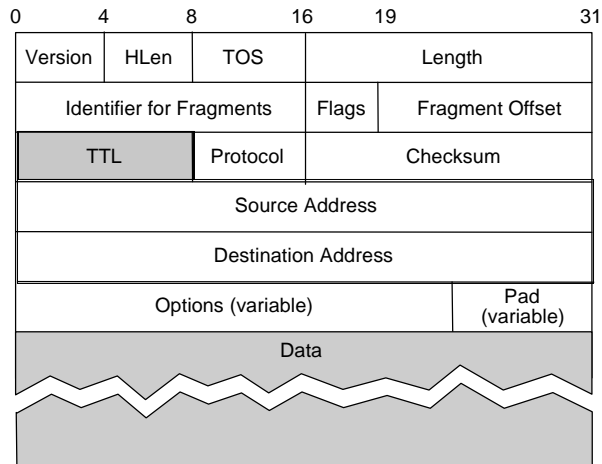 0 4 8 16 19 31
Version HLen TOS Length
Identifier for Fragments Flags Fragment Offset
TTL Protocol Checksum
Source Address
Destination Address
Options (variable) Pad
(variable)
Data